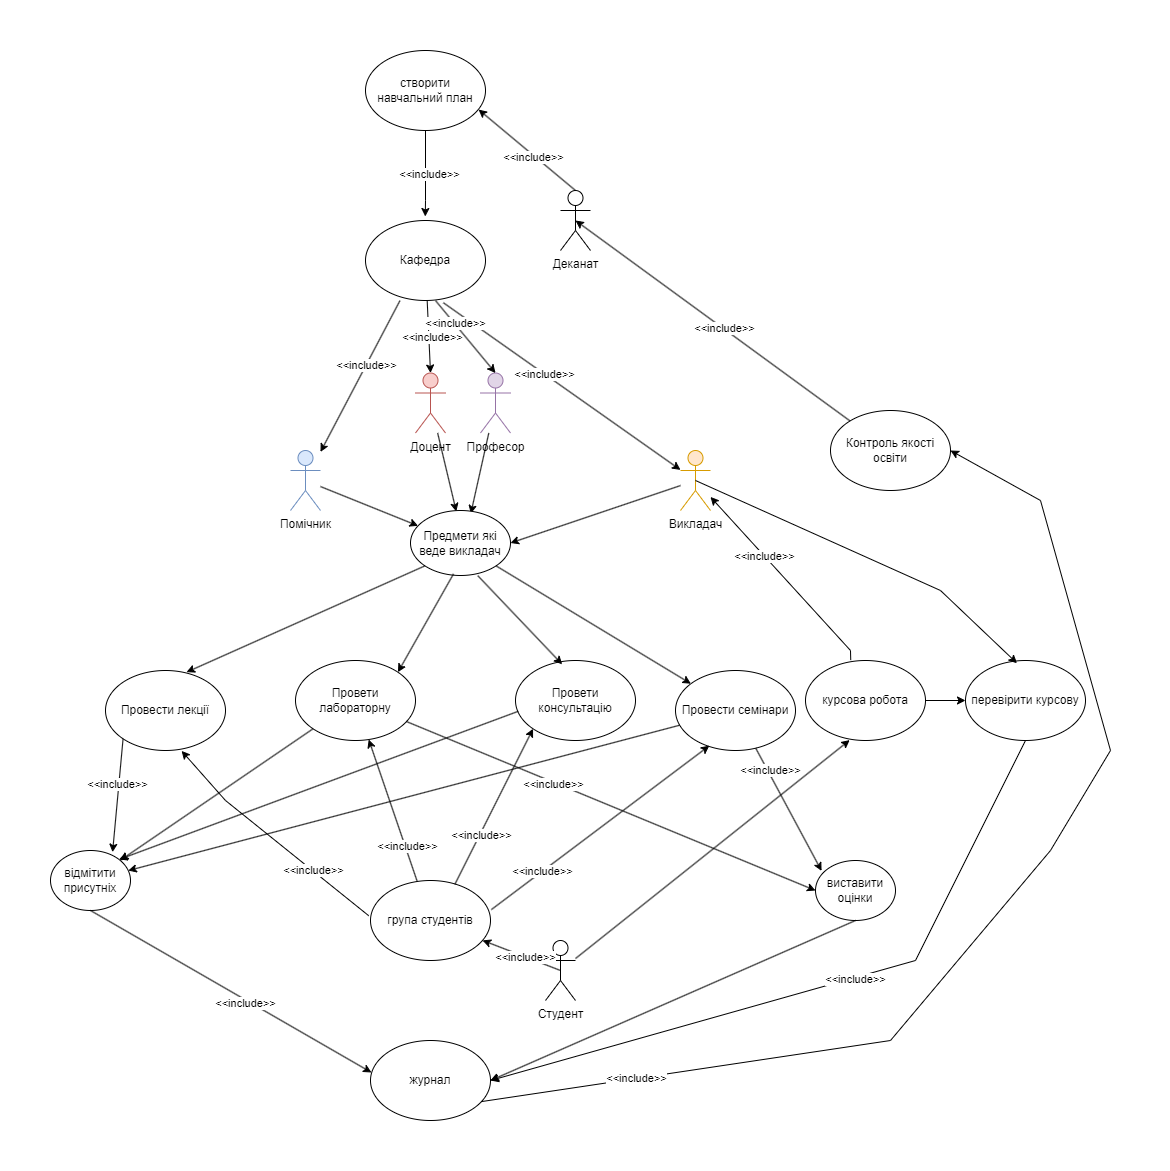 створити
навчальний план
<<include>>
<<include>>
Кафедра
Деканат
<<include>>
<<include>>
<<include>>
<<include>>
<<include>>
Доцент
Професор
Контроль якості
освіти
Помічник
Викладач
Предмети які
веде викладач
<<include>>
Провести лекції
Провети
лабораторну
Провети
консультацію
Провести семінари
курсова робота
перевірити курсову
<<include>>
<<include>>
<<include>>
<<include>>
<<include>>
<<include>>
<<include>>
відмітити
присутніх
виставити
оцінки
група студентів
<<include>>
Студент
<<include>>
<<include>>
журнал
<<include>>